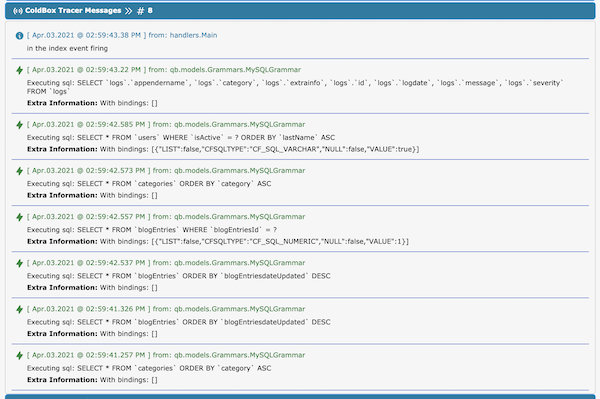 ColdBox Tracer Messages >> # 8
[ Apr.03.2021 @ 02:59:43.38 PM ] from: handlers.Main
in the index event firing
[ Apr.03.2021 @ 02:59:43.22 PM ] from: qb.models.Grammars.MySQLGrammar
Executing sql: SELECT `logs`.`appendername`, `logs`.`category`, `logs`.`extrainfo`, `logs`.`id`, `logs`.`logdate`, `logs`.`message`, `logs`.`severity`
FROM `logs`
Extra Information: With bindings: []
[ Apr.03.2021 @ 02:59:42.585 PM ] from: qb.models.Grammars.MySQLGrammar
Executing sql: SELECT * FROM `users` WHERE `isActive` = ? ORDER BY `lastName` ASC
Extra Information: With bindings: [{"LIST":false,"CFSQLTYPE":"CF_SQL_VARCHAR","NULL":false,"VALUE":true}]
[ Apr.03.2021 @ 02:59:42.573 PM ] from: qb.models.Grammars.MySQLGrammar
Executing sql: SELECT * FROM `categories` ORDER BY `category` ASC
Extra Information: With bindings: []
[ Apr.03.2021 @ 02:59:42.557 PM ] from: qb.models.Grammars.MySQLGrammar
Executing sql: SELECT * FROM `blogEntries` WHERE `blogEntriesId` = ?
Extra Information: With bindings: [{"LIST":false,"CFSQLTYPE":"CF_SQL_NUMERIC","NULL":false,"VALUE":1}]
[ Apr.03.2021 @ 02:59:42.537 PM ] from: qb.models.Grammars.MySQLGrammar
Executing sql: SELECT * FROM `blogEntries` ORDER BY `blogEntriesdateUpdated` DESC
Extra Information: With bindings: []
[ Apr.03.2021 @ 02:59:41.326 PM ] from: qb.models.Grammars.MySQLGrammar
Executing sql: SELECT * FROM `blogEntries` ORDER BY `blogEntriesdateUpdated` DESC
Extra Information: With bindings: []
[ Apr.03.2021 @ 02:59:41.257 PM ] from: qb.models.Grammars.MySQLGrammar
Executing sql: SELECT * FROM `categories` ORDER BY `category` ASC
Extra Information: With bindings: []